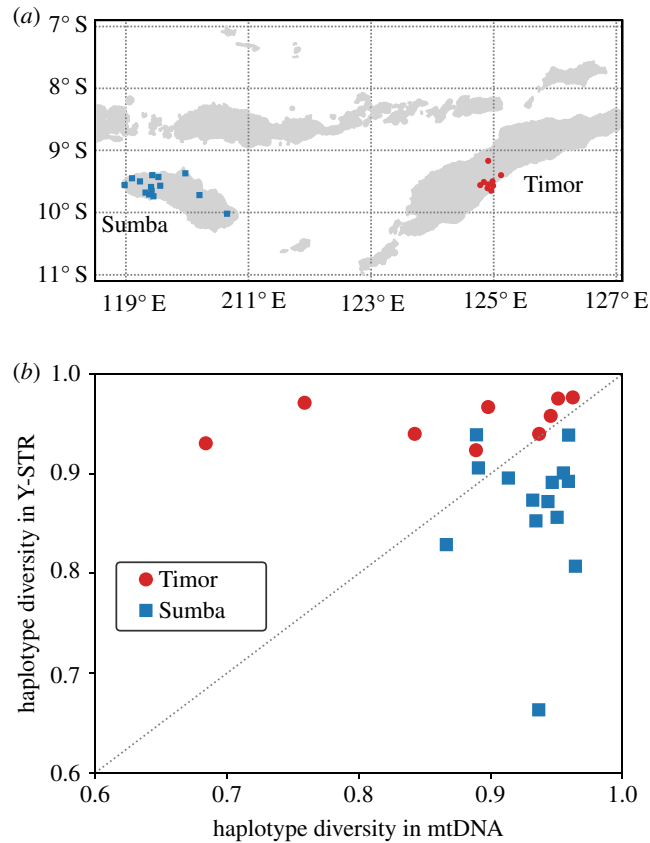 (a)
7° S
8° S
9° S
10° S
11° S
Timor
Sumba
119° E 211° E 123° E 125° E 127° E
(b)
1.0
0.9
0.8
0.7
0.6
haplotype diversity in Y-STR
Timor
Sumba
0.6 0.7 0.8 0.9 1.0
haplotype diversity in mtDNA